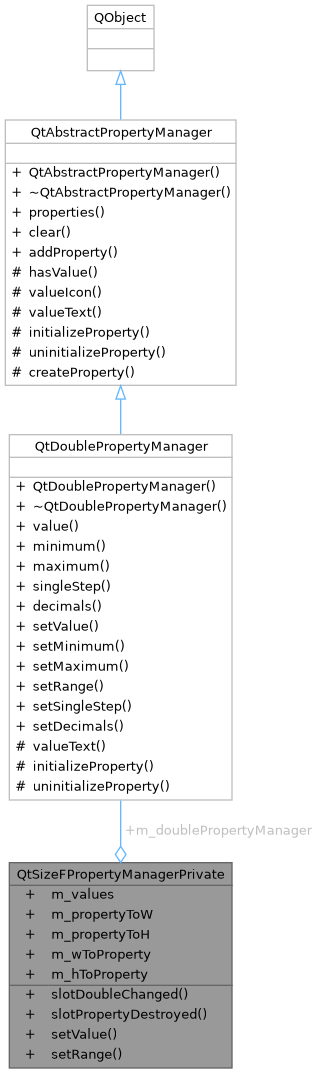 QObject
QtAbstractPropertyManager
+ QtAbstractPropertyManager()
+ ~QtAbstractPropertyManager()
+ properties()
+ clear()
+ addProperty()
# hasValue()
# valueIcon()
# valueText()
# initializeProperty()
# uninitializeProperty()
# createProperty()
QtDoublePropertyManager
+ QtDoublePropertyManager()
+ ~QtDoublePropertyManager()
+ value()
+ minimum()
+ maximum()
+ singleStep()
+ decimals()
+ setValue()
+ setMinimum()
+ setMaximum()
+ setRange()
+ setSingleStep()
+ setDecimals()
# valueText()
# initializeProperty()
# uninitializeProperty()
+m_doublePropertyManager
QtSizeFPropertyManagerPrivate
+ m_values
+ m_propertyToW
+ m_propertyToH
+ m_wToProperty
+ m_hToProperty
+ slotDoubleChanged()
+ slotPropertyDestroyed()
+ setValue()
+ setRange()